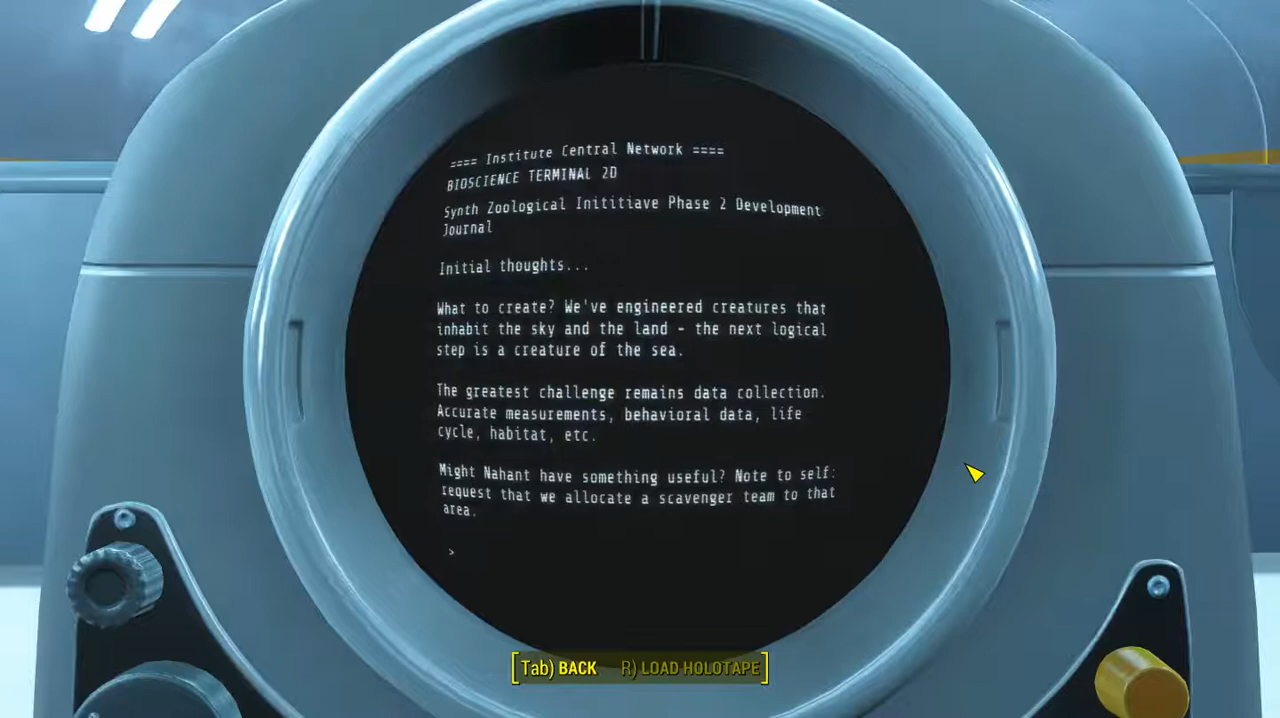 ==== Institute Central Network ====
BIOSCIENCE TERMINAL 2D
Synth Zoological Inititiave Phase 2 Development
Journal
Initial thoughts...
What to create? We've engineered creatures that
inhabit the sky and the land - the next logical
step is a creature of the sea.
The greatest challenge remains data collection.
Accurate measurements, behavioral data, life
cycle, habitat, etc.
Might Nahant have something useful? Note to self:
request that we allocate a scavenger team to that
area.
>
[Tab) BACK R) LOAD HOLOTAPE]